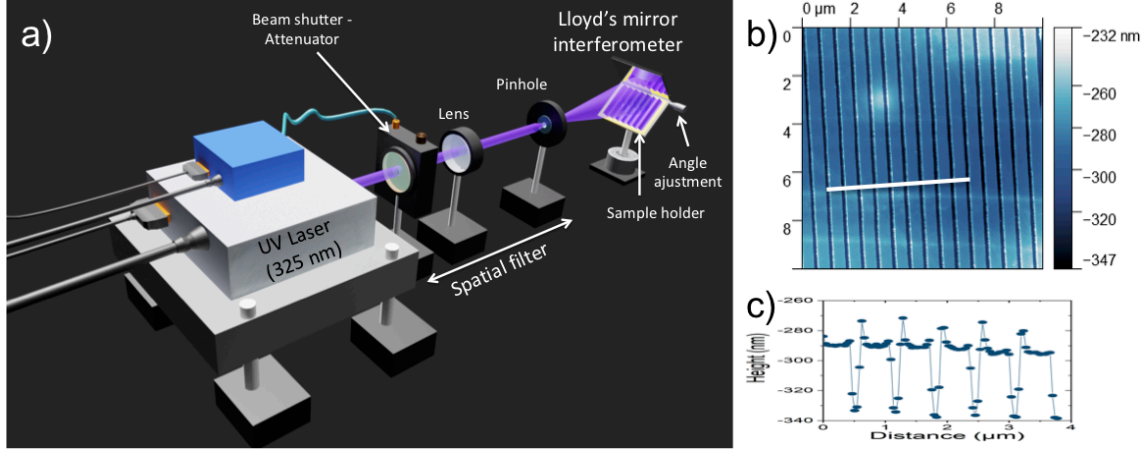 a)
Beam shutter -
Attenuator
Lloyd's mirror
interferometer
Pinhole
Lens
Angle
ajustment
Sample holder
UV Laser
(325 nm)
Spatial filter
b)
0 µm 2 4 6 8
0
2
4
6
8
−232 nm
−260
−280
−300
−320
−347
c)
-260
-280
-300
-320
-340
Height (nm)
0 1 2 3 4
Distance (µm)